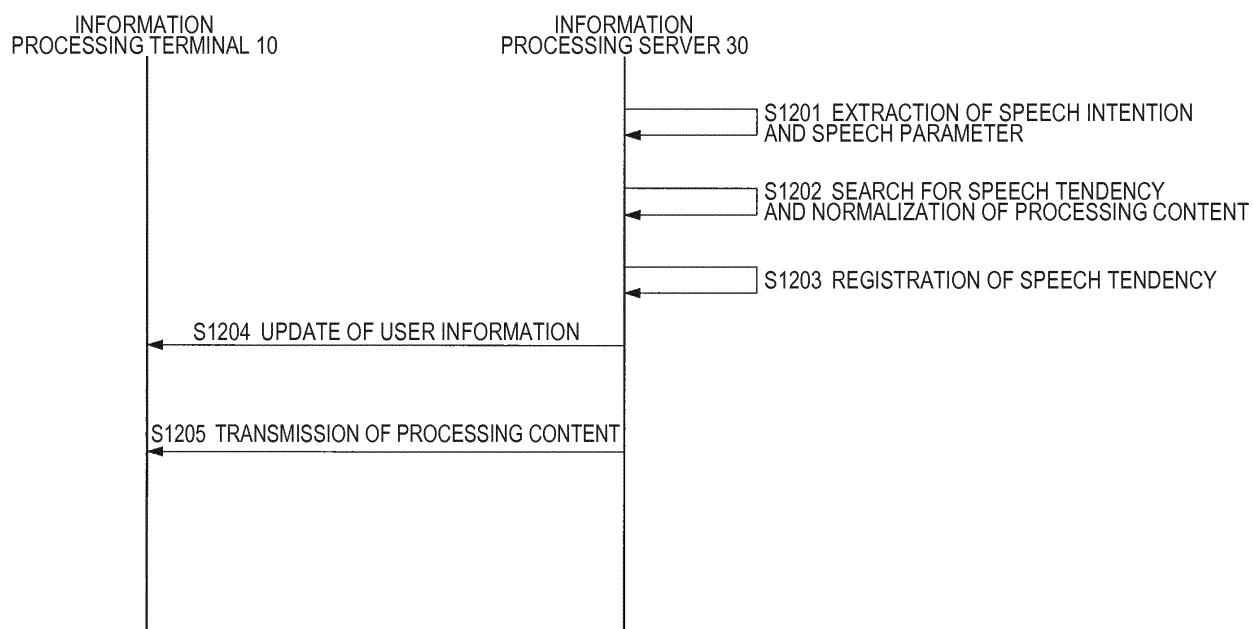 INFORMATION
PROCESSING TERMINAL 10
INFORMATION
PROCESSING SERVER 30
S1201 EXTRACTION OF SPEECH INTENTION
AND SPEECH PARAMETER
S1202 SEARCH FOR SPEECH TENDENCY
AND NORMALIZATION OF PROCESSING CONTENT
S1203 REGISTRATION OF SPEECH TENDENCY
S1204 UPDATE OF USER INFORMATION
S1205 TRANSMISSION OF PROCESSING CONTENT